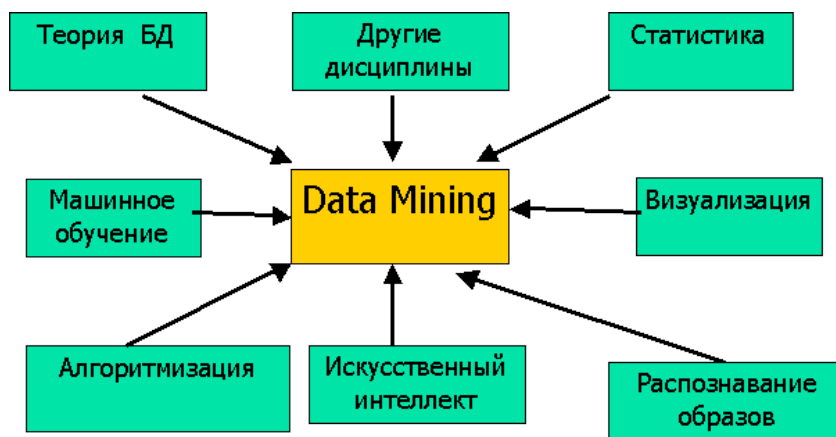 Теория БД
Другие
дисциплины
Статистика
Машинное
обучение
Data Mining
Визуализация
Алгоритмизация
Искусственный
интеллект
Распознавание
образов